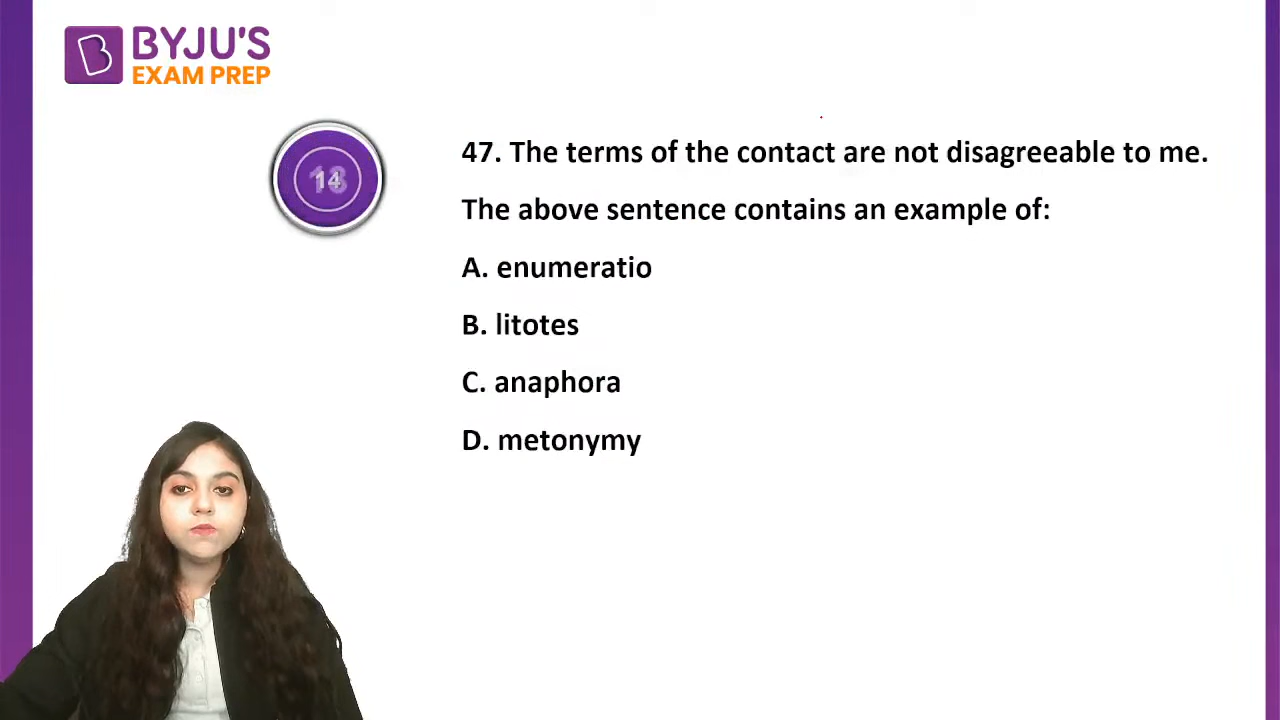 BYJU'S
EXAM PREP
47. The terms of the contact are not disagreeable to me.
The above sentence contains an example of:
A. enumeratio
B. litotes
C. anaphora
D. metonymy